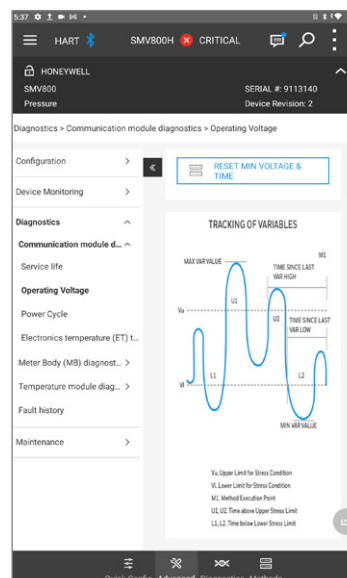 5:37
HART
SMV800H
CRITICAL
HONEYWELL
SMV800
SERIAL #: 9113140
Pressure
Device Revision: 2
Diagnostics > Communication module diagnostics > Operating Voltage
Configuration
Device Monitoring
Diagnostics
Communication module d...
Service life
Operating Voltage
Power Cycle
Electronics temperature (ET) t...
Meter Body (MB) diagnost...
Temperature module diag...
Fault history
Maintenance
RESET MIN VOLTAGE &
TIME
TRACKING OF VARIABLES
M1
MAX VAR VALUE
TIME SINCE LAST
VAR HIGH
U1
Vu
U2
TIME SINCE LAST
VAR LOW
L1
L2
Vl
MIN VAR VALUE
Vu. Upper Limit for Stress Condition
Vl. Lower Limit for Stress Condition
M1. Method Execution Point
U1, U2. Time above Upper Stress Limit
L1, L2. Time below Lower Stress Limit
Quick Config Advanced Diagnostics Methods